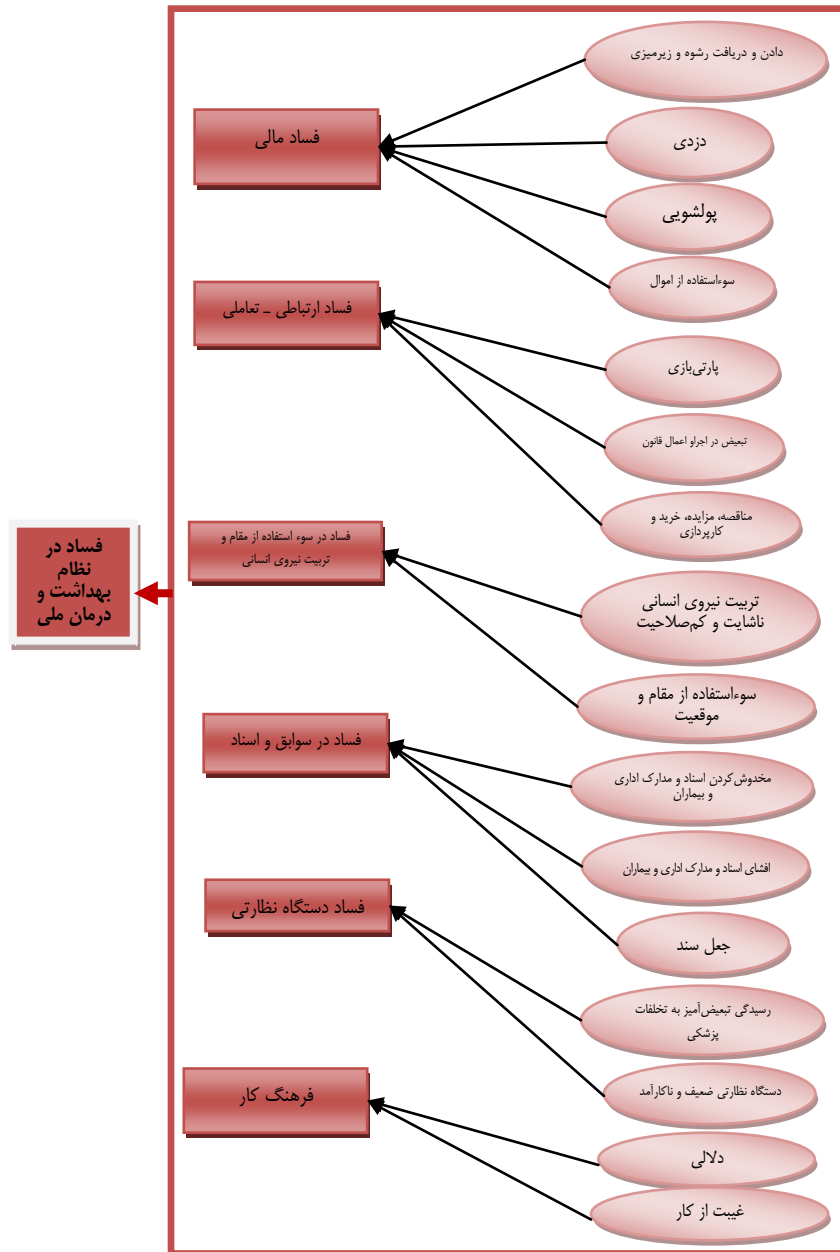 دادن و دریافت رشوه و زیرمیزی
دزدی
پولشویی
سوءاستفاده از اموال
فساد مالی
پارتی‌بازی
تبعیض در اجراو اعمال قانون
مناقصه، مزایده، خرید و
کارپردازی
فساد ارتباطی ـ تعاملی
تربیت نیروی انسانی
ناشایت و کم‌صلاحیت
سوءاستفاده از مقام و
موقعیت
فساد در سوء استفاده از مقام و
تربیت نیروی انسانی
مخدوش‌کردن اسناد و مدارک اداری
و بیماران
افشای اسناد و مدارک اداری و بیماران
جعل سند
فساد در سوابق و اسناد
رسیدگی تبعیض‌آمیز به تخلفات
پزشکی
دستگاه نظارتی ضعیف و ناکارآمد
فساد دستگاه نظارتی
دلالی
غیبت از کار
فرهنگ کار
فساد در
نظام
بهداشت و
درمان ملی